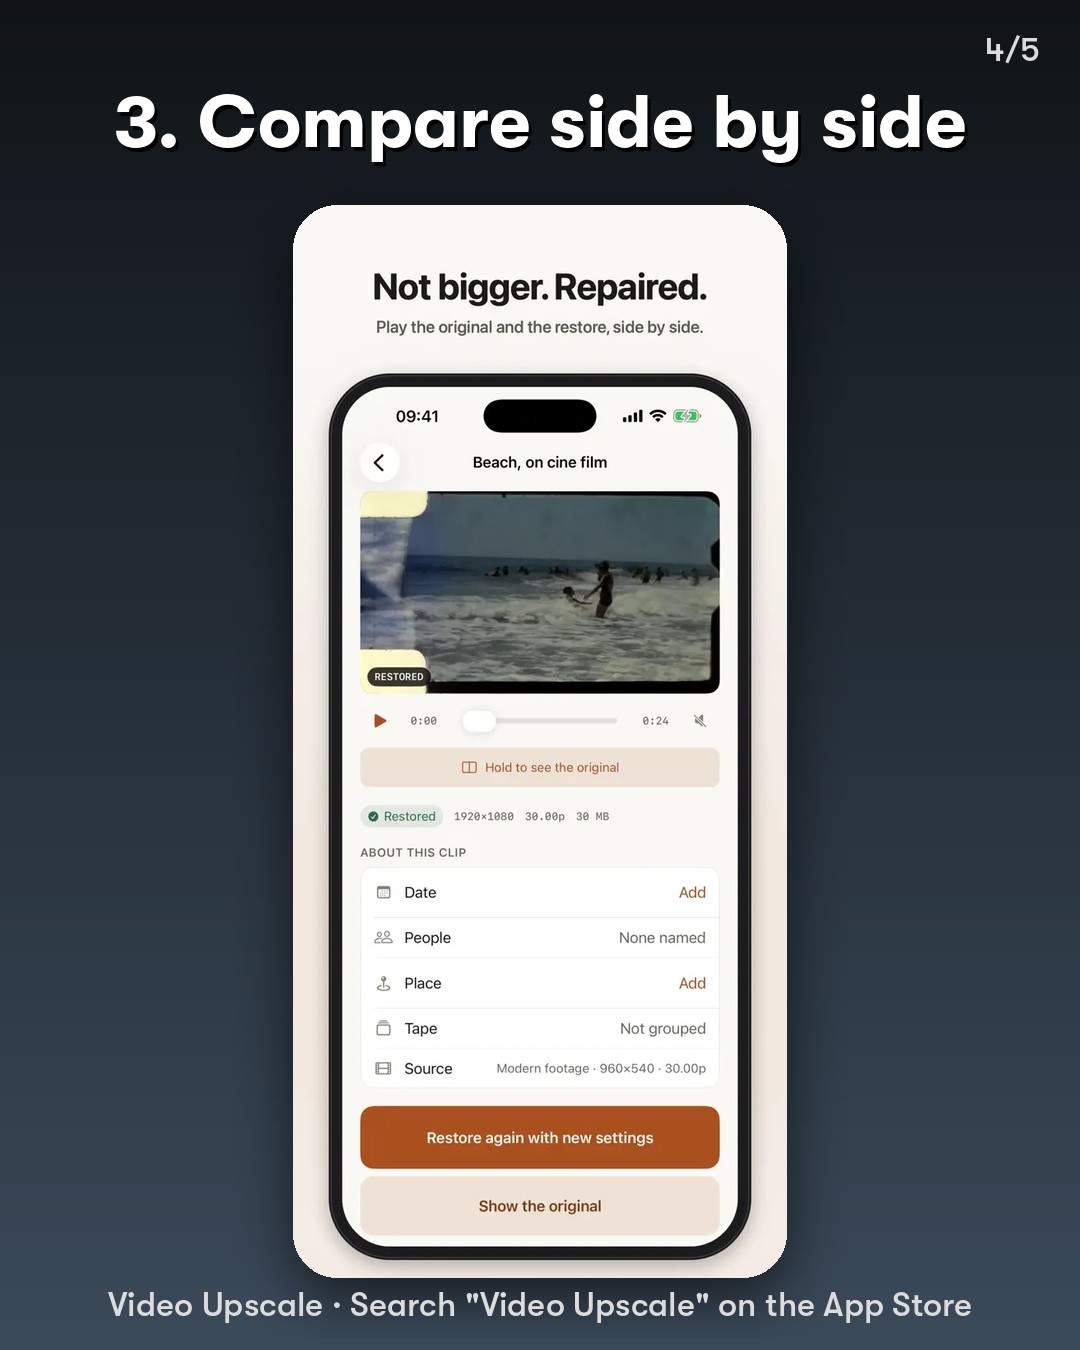 4/5
3. Compare side by side
Not bigger. Repaired.
Play the original and the restore, side by side.
09:41
Beach, on cine film
RESTORED
0:00
0:24
Hold to see the original
Restored 1920×1080 30.00p 30 MB
ABOUT THIS CLIP
Date Add
People None named
Place Add
Tape Not grouped
Source Modern footage · 960×540 · 30.00p
Restore again with new settings
Show the original
Video Upscale · Search "Video Upscale" on the App Store